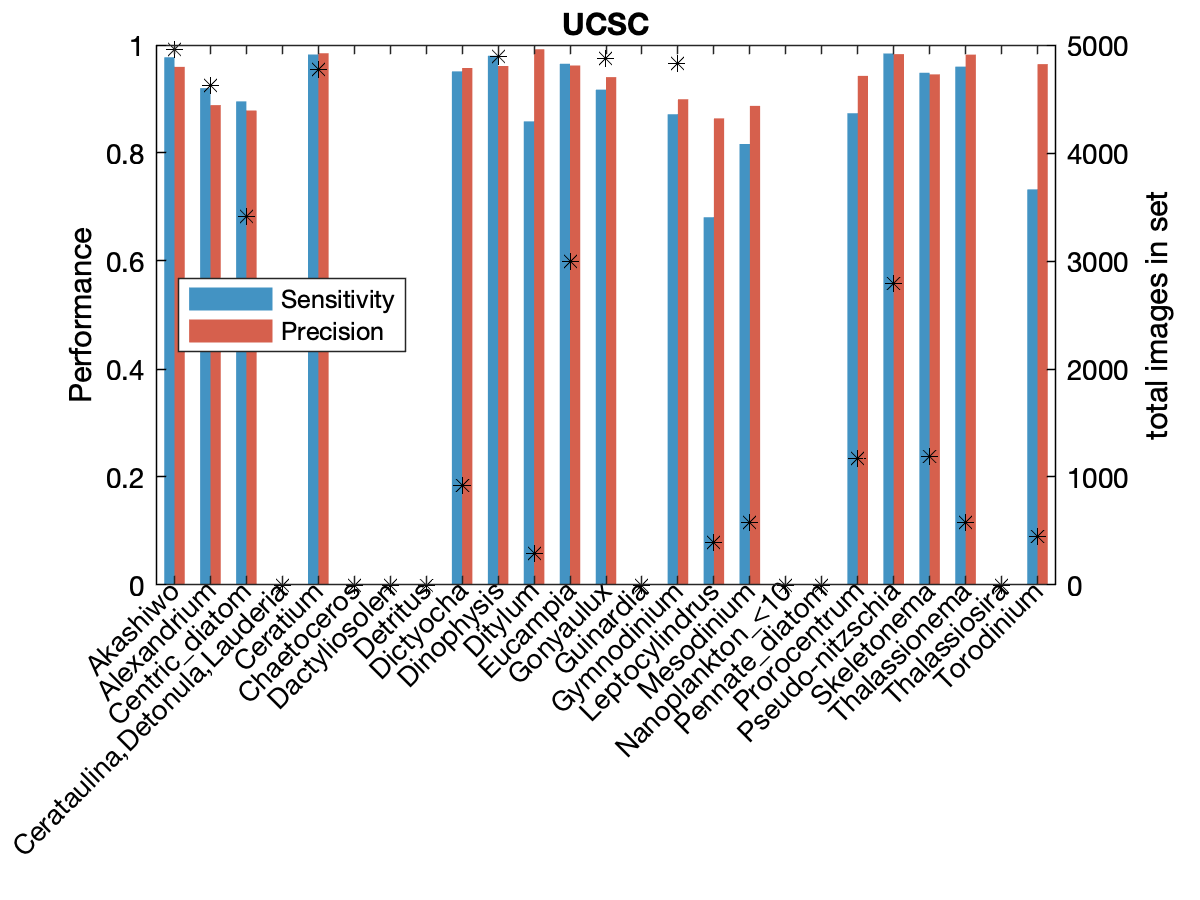 UCSC
1
0.8
0.6
0.4
0.2
0
Performance
Sensitivity
Precision
5000
4000
3000
2000
1000
0
total images in set
Akashiwo
Alexandrium
Centric_diatom
Cerataulina, Detonula, Lauderia
Ceratium
Chaetoceros
Dactyliosolen
Detritus
Dictyocha
Dinophysis
Ditylum
Eucampia
Gonyaulux
Guinardia
Gymnodinium
Leptocylindrus
Mesodinium
Nanoplankton_<10
Pennate_diatom
Prorocentrum
Pseudo-nitzschia
Skeletonema
Thalassionema
Thalassiosira
Torodinium